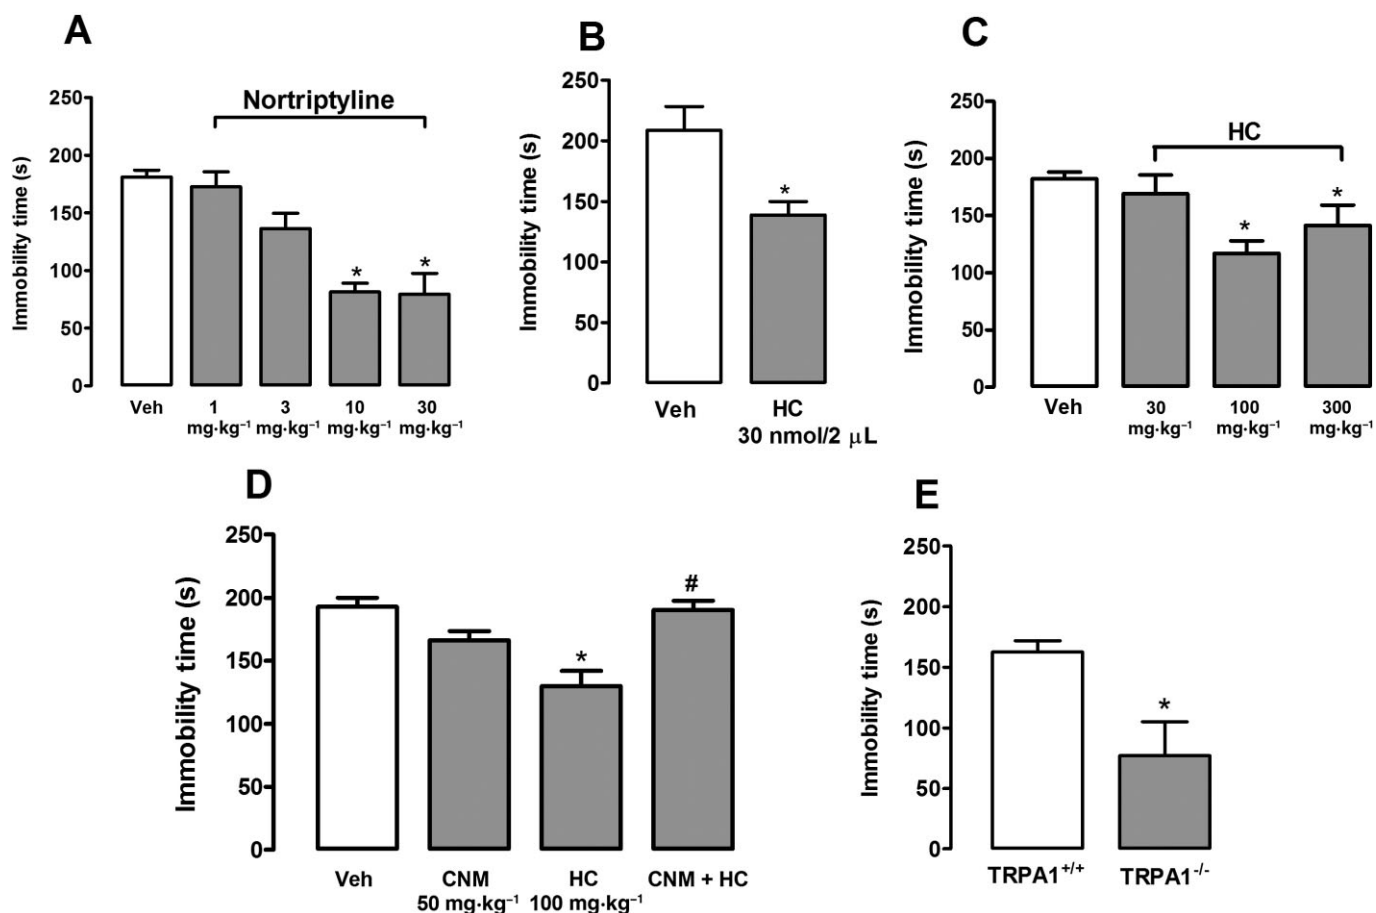 A
Nortriptyline
Immobility time (s)
250
200
150
100
50
0
* *
Veh 1 3 10 30
mg·kg⁻¹ mg·kg⁻¹ mg·kg⁻¹ mg·kg⁻¹
B
Immobility time (s)
250
200
150
100
50
0
*
Veh HC
30 nmol/2 μL
C
HC
Immobility time (s)
250
200
150
100
50
0
* *
Veh 30 100 300
mg·kg⁻¹ mg·kg⁻¹ mg·kg⁻¹
D
Immobility time (s)
250
200
150
100
50
0
* #
Veh CNM HC CNM + HC
50 mg·kg⁻¹ 100 mg·kg⁻¹
E
Immobility time (s)
250
200
150
100
50
0
*
TRPA1⁺/⁺ TRPA1⁻/⁻